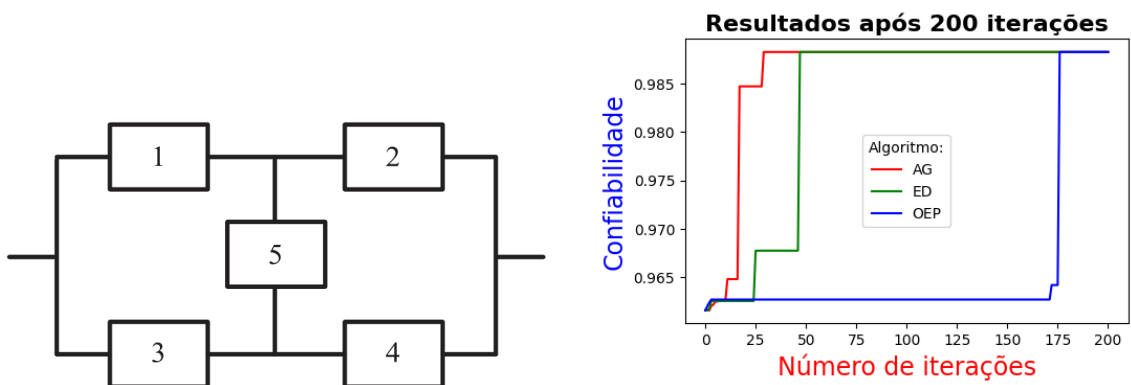 1
2
5
3
4
Resultados após 200 iterações
Confiabilidade
0.985
0.980
0.975
0.970
0.965
Algoritmo:
AG
ED
OEP
0 25 50 75 100 125 150 175 200
Número de iterações